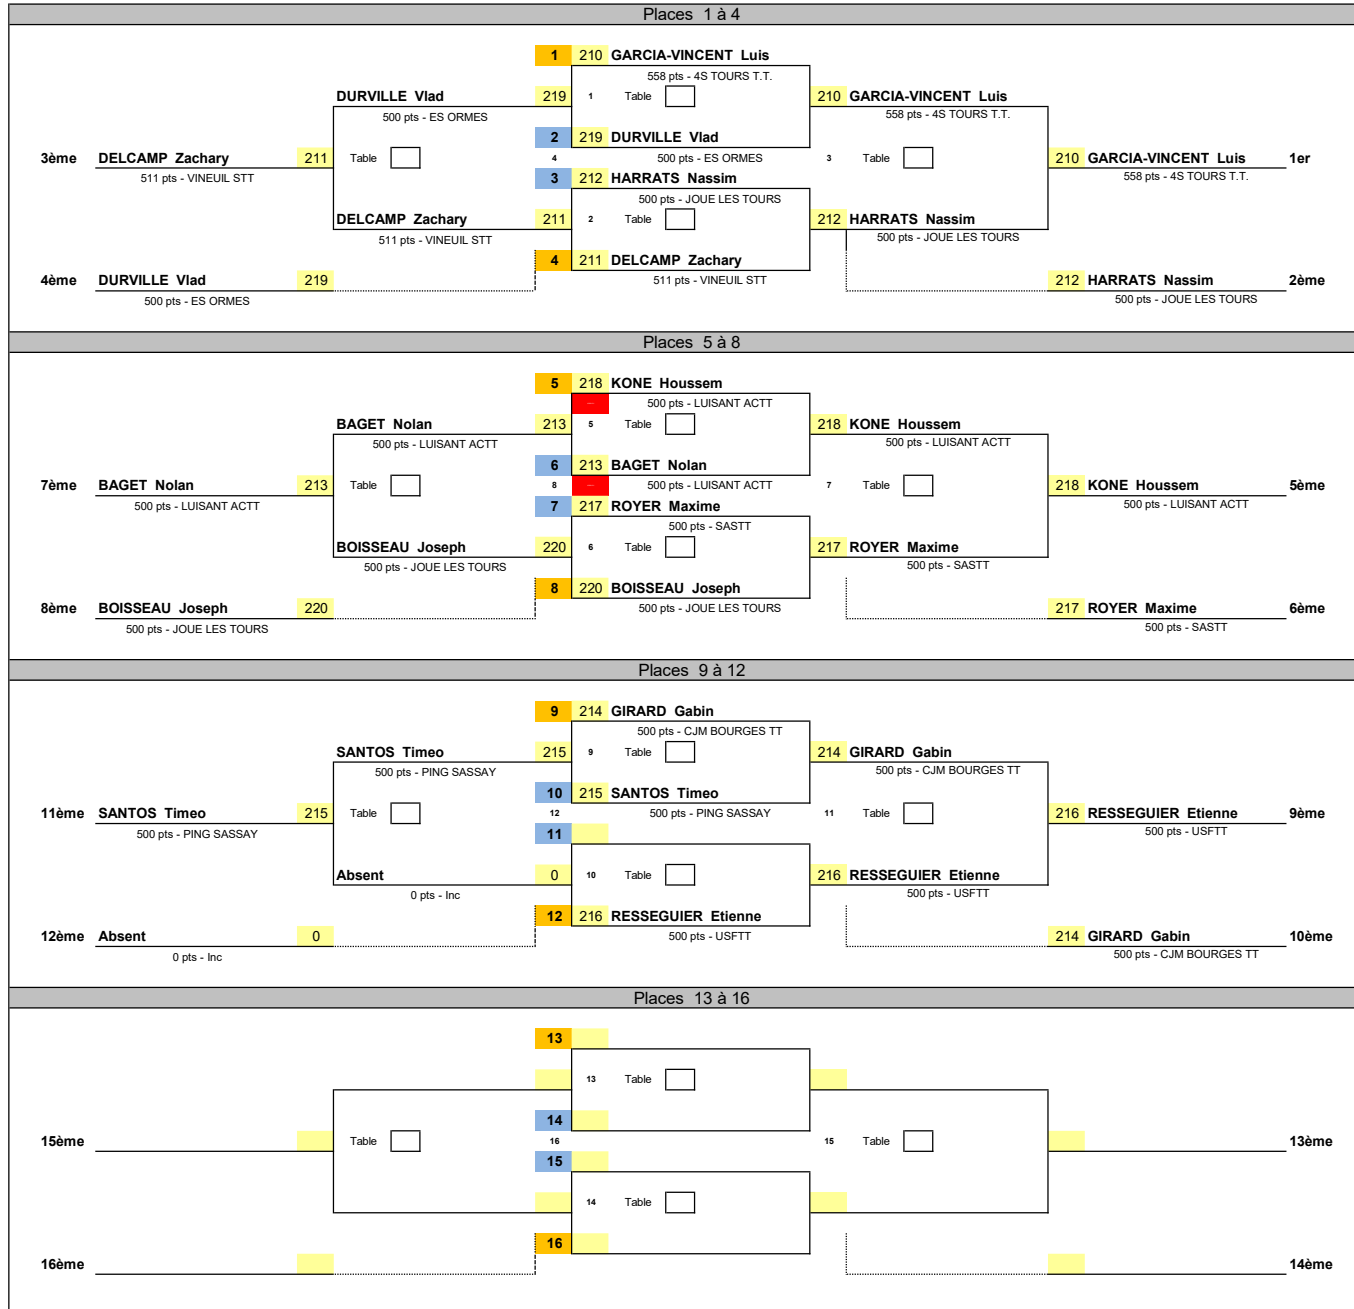 Places 1 à 4
1 210 GARCIA-VINCENT Luis
558 pts - 4S TOURS T.T.
DURVILLE Vlad 219 1 Table 210 GARCIA-VINCENT Luis
500 pts - ES ORMES 558 pts - 4S TOURS T.T.
2 219 DURVILLE Vlad
3ème DELCAMP Zachary 211 Table 4 500 pts - ES ORMES 3 Table 210 GARCIA-VINCENT Luis 1er
511 pts - VINEUIL STT 3 212 HARRATS Nassim 558 pts - 4S TOURS T.T.
500 pts - JOUE LES TOURS
DELCAMP Zachary 211 2 Table 212 HARRATS Nassim
511 pts - VINEUIL STT 500 pts - JOUE LES TOURS
4 211 DELCAMP Zachary
4ème DURVILLE Vlad 219 511 pts - VINEUIL STT 212 HARRATS Nassim 2ème
500 pts - ES ORMES 500 pts - JOUE LES TOURS
Places 5 à 8
5 218 KONE Houssem
500 pts - LUISANT ACTT
BAGET Nolan 213 5 Table 218 KONE Houssem
500 pts - LUISANT ACTT 500 pts - LUISANT ACTT
6 213 BAGET Nolan
7ème BAGET Nolan 213 Table 8 500 pts - LUISANT ACTT 7 Table 218 KONE Houssem 5ème
500 pts - LUISANT ACTT 7 217 ROYER Maxime 500 pts - LUISANT ACTT
500 pts - SASTT
BOISSEAU Joseph 220 6 Table 217 ROYER Maxime
500 pts - JOUE LES TOURS 500 pts - SASTT
8 220 BOISSEAU Joseph
8ème BOISSEAU Joseph 220 500 pts - JOUE LES TOURS 217 ROYER Maxime 6ème
500 pts - JOUE LES TOURS 500 pts - SASTT
Places 9 à 12
9 214 GIRARD Gabin
500 pts - CJM BOURGES TT
SANTOS Timeo 215 9 Table 214 GIRARD Gabin
500 pts - PING SASSAY 500 pts - CJM BOURGES TT
10 215 SANTOS Timeo
11ème SANTOS Timeo 215 Table 12 500 pts - PING SASSAY 11 Table 216 RESSEGUIER Etienne 9ème
500 pts - PING SASSAY 11 500 pts - USFTT
Absent 0 10 Table 216 RESSEGUIER Etienne
0 pts - Inc 500 pts - USFTT
12 216 RESSEGUIER Etienne
12ème Absent 0 500 pts - USFTT 214 GIRARD Gabin 10ème
0 pts - Inc 500 pts - CJM BOURGES TT
Places 13 à 16
13
13 Table
14
15ème Table 16 15 Table 13ème
15
14 Table
16
16ème 14ème